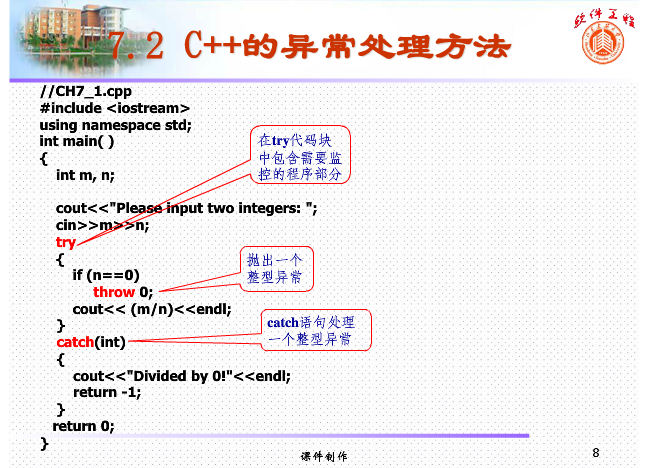 7.2 C++的异常处理方法
软件工程
//CH7_1.cpp
#include <iostream>
using namespace std;
int main( )
{
int m, n;
cout<<"Please input two integers: ";
cin>>m>>n;
try
{
if (n==0)
throw 0;
cout<< (m/n)<<endl;
}
catch(int)
{
cout<<"Divided by 0!"<<endl;
return -1;
}
return 0;
}
在try代码块
中包含需要监
控的程序部分
抛出一个
整型异常
catch语句处理
一个整型异常
课件制作
8